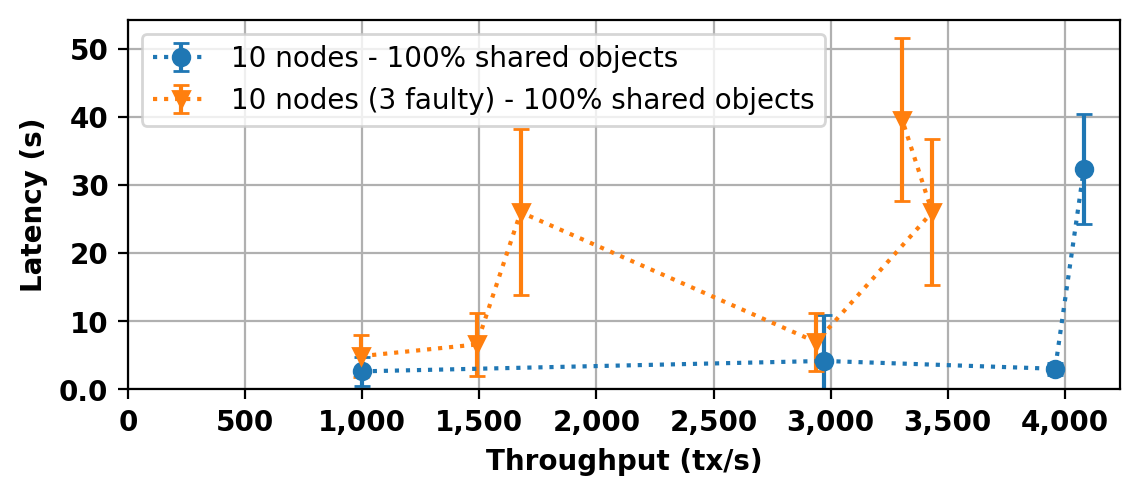 10 nodes - 100% shared objects
10 nodes (3 faulty) - 100% shared objects
50
40
30
20
10
0.0
Latency (s)
0 500 1,000 1,500 2,000 2,500 3,000 3,500 4,000
Throughput (tx/s)